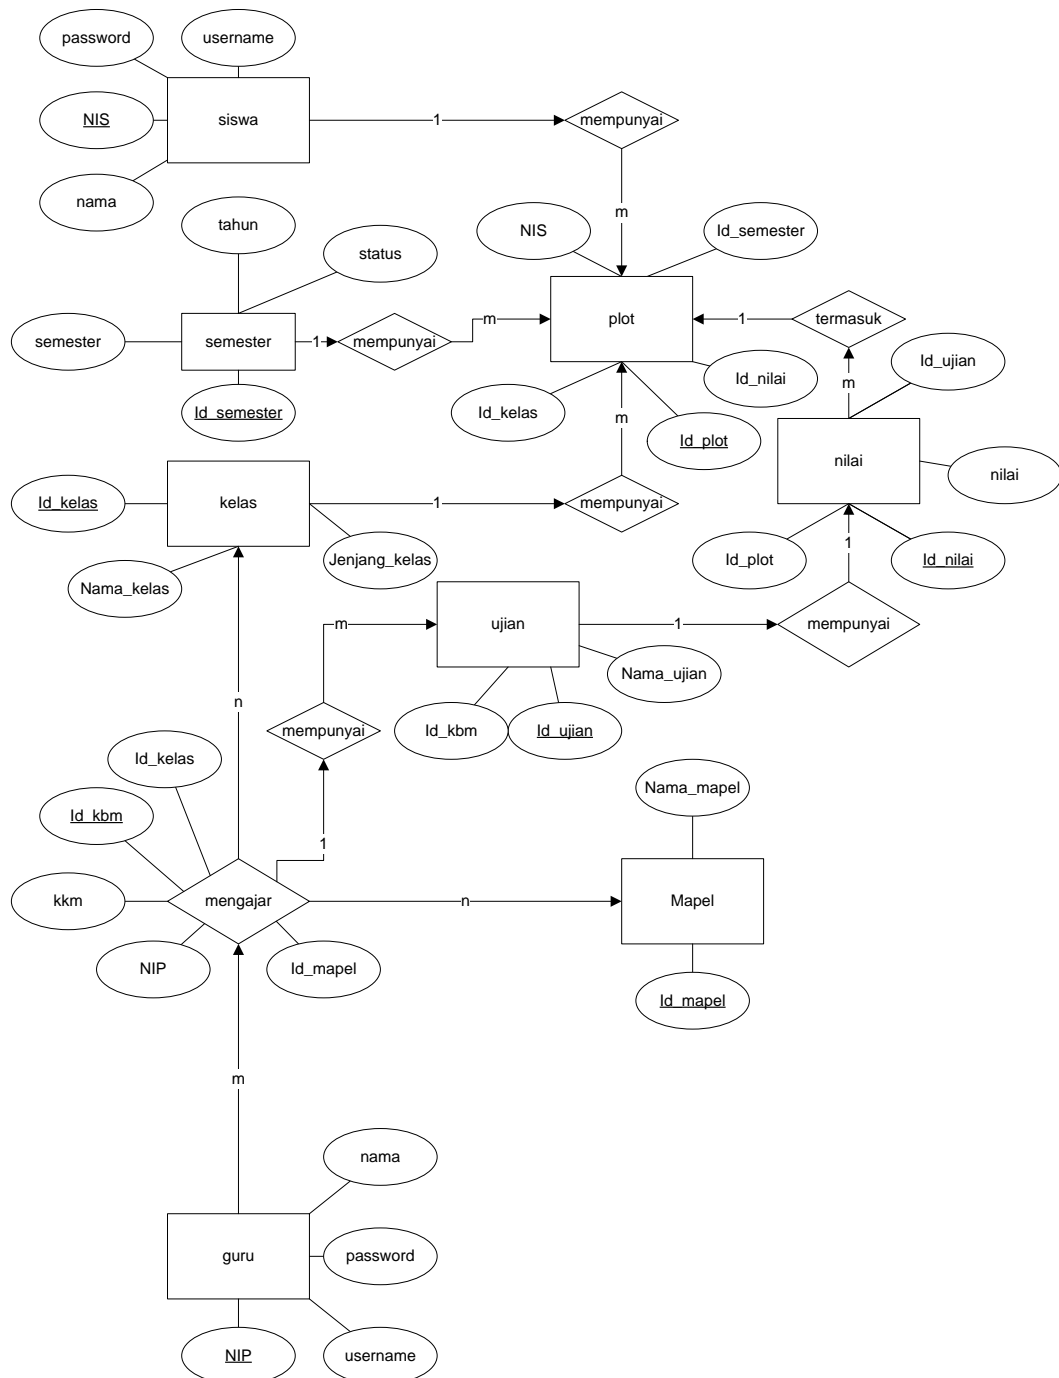 password
username
NIS
siswa
1
mempunyai
nama
m
tahun
NIS
Id_semester
status
plot
termasuk
semester
semester
1
mempunyai
m
1
Id_ujian
Id_semester
Id_kelas
Id_nilai
m
Id_plot
m
nilai
nilai
Id_kelas
kelas
1
mempunyai
Nama_kelas
Jenjang_kelas
Id_plot
1
Id_nilai
m
ujian
1
mempunyai
Nama_ujian
n
mempunyai
Id_kbm
Id_ujian
Id_kelas
Nama_mapel
Id_kbm
1
kkm
mengajar
n
Mapel
NIP
Id_mapel
Id_mapel
m
nama
guru
password
NIP
username